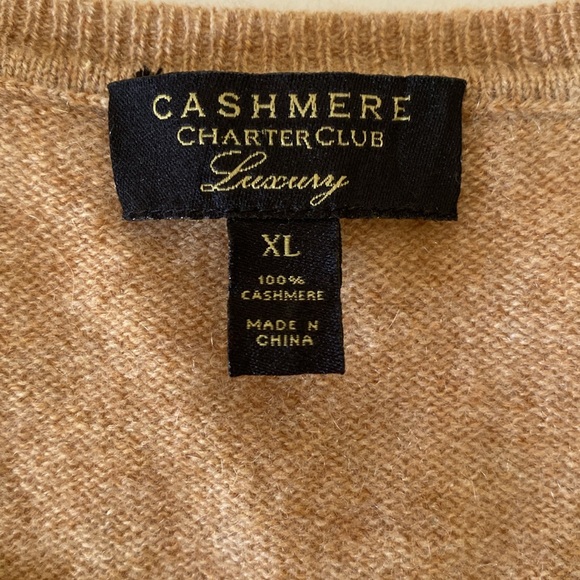 CASHMERE
CHARTER CLUB
Luxury
XL
100%
CASHMERE
MADE N
CHINA